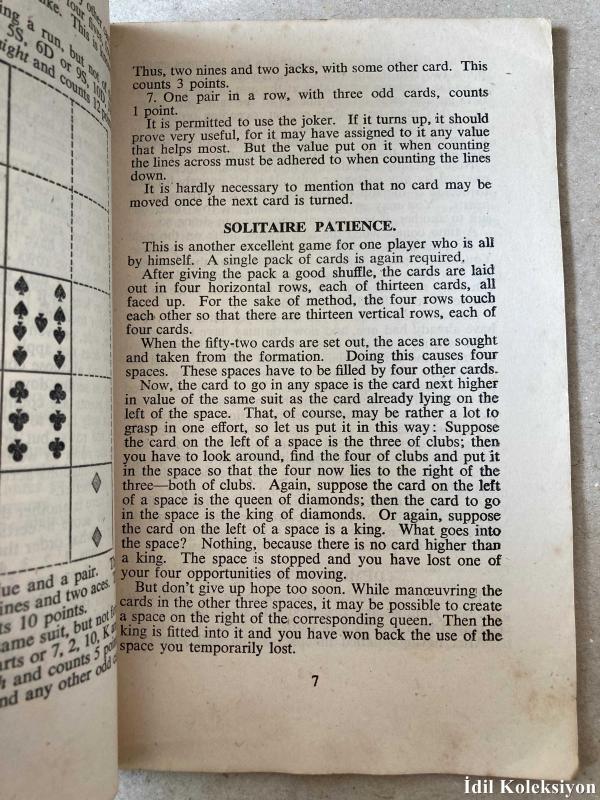 5S, 6D or 9S, 10D
and counts 12
ts 10 points.
ame suit, but not
and counts 5
nd any other odd
Thus, two nines and two jacks, with some other card. This
counts 3 points.
7. One pair in a row, with three odd cards, counts
1 point.
It is permitted to use the joker. If it turns up, it should
prove very useful, for it may have assigned to it any value
that helps most. But the value put on it when counting
the lines across must be adhered to when counting the lines
down.
It is hardly necessary to mention that no card may be
moved once the next card is turned.
SOLITAIRE PATIENCE.
This is another excellent game for one player who is all
by himself. A single pack of cards is again required.
After giving the pack a good shuffle, the cards are laid
out in four horizontal rows, each of thirteen cards, all
faced up. For the sake of method, the four rows touch
each other so that there are thirteen vertical rows, each of
four cards.
When the fifty-two cards are set out, the aces are sought
and taken from the formation. Doing this causes four
spaces. These spaces have to be filled by four other cards.
Now, the card to go in any space is the card next higher
in value of the same suit as the card already lying on the
left of the space. That, of course, may be rather a lot to
grasp in one effort, so let us put it in this way: Suppose
the card on the left of a space is the three of clubs; then
you have to look around, find the four of clubs and put it
in the space so that the four now lies to the right of the
three—both of clubs. Again, suppose the card on the left
of a space is the queen of diamonds; then the card to go
in the space is the king of diamonds. Or again, suppose
the card on the left of a space is a king. What goes into
the space? Nothing, because there is no card higher than
a king. The space is stopped and you have lost one of
your four opportunities of moving.
But don't give up hope too soon. While manœuvring the
cards in the other three spaces, it may be possible to create
a space on the right of the corresponding queen. Then the
king is fitted into it and you have won back the use of the
space you temporarily lost.
7
İdil Koleksiyon